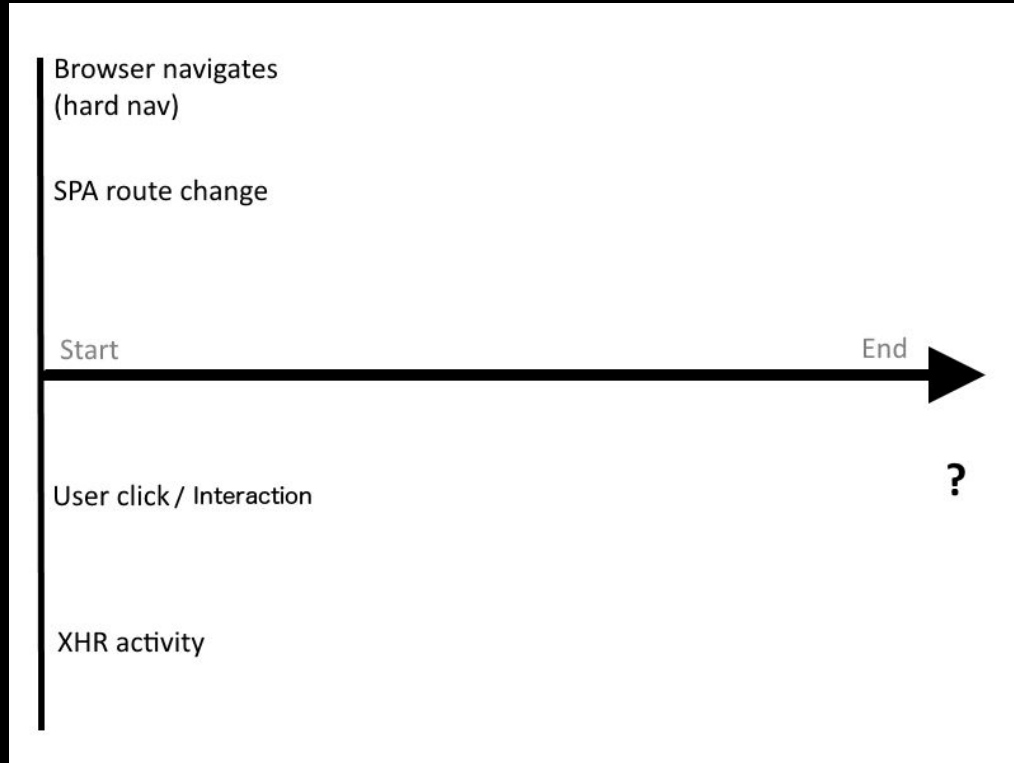 Browser navigates
(hard nav)
SPA route change
Start
End
User click / Interaction
?
XHR activity